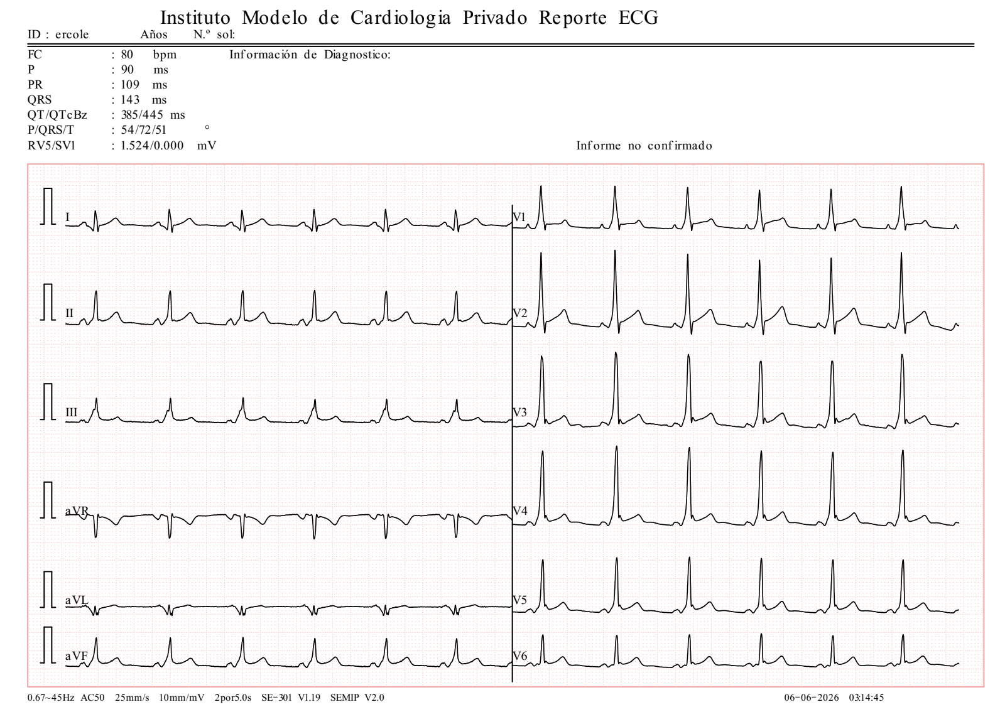 Instituto Modelo de Cardiologia Privado Reporte ECG
ID : ercole Años N.º sol:
FC : 80 bpm Información de Diagnostico:
P : 90 ms
PR : 109 ms
QRS : 143 ms
QT/QTcBz : 385/445 ms
P/QRS/T : 54/72/51 °
RV5/SV1 : 1.524/0.000 mV Informe no confirmado
I V1
II V2
III V3
aVR V4
aVL V5
aVF V6
0.67~45Hz AC50 25mm/s 10mm/mV 2por5.0s SE-301 V1.19 SEMIP V2.0 06-06-2026 03:14:45